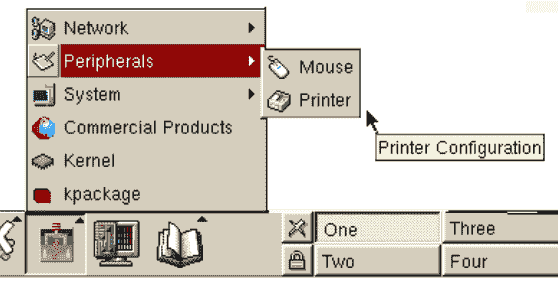 Network
Peripherals
Mouse
System
Printer
Commercial Products
Printer Configuration
Kernel
kpackage
One
Three
Two
Four